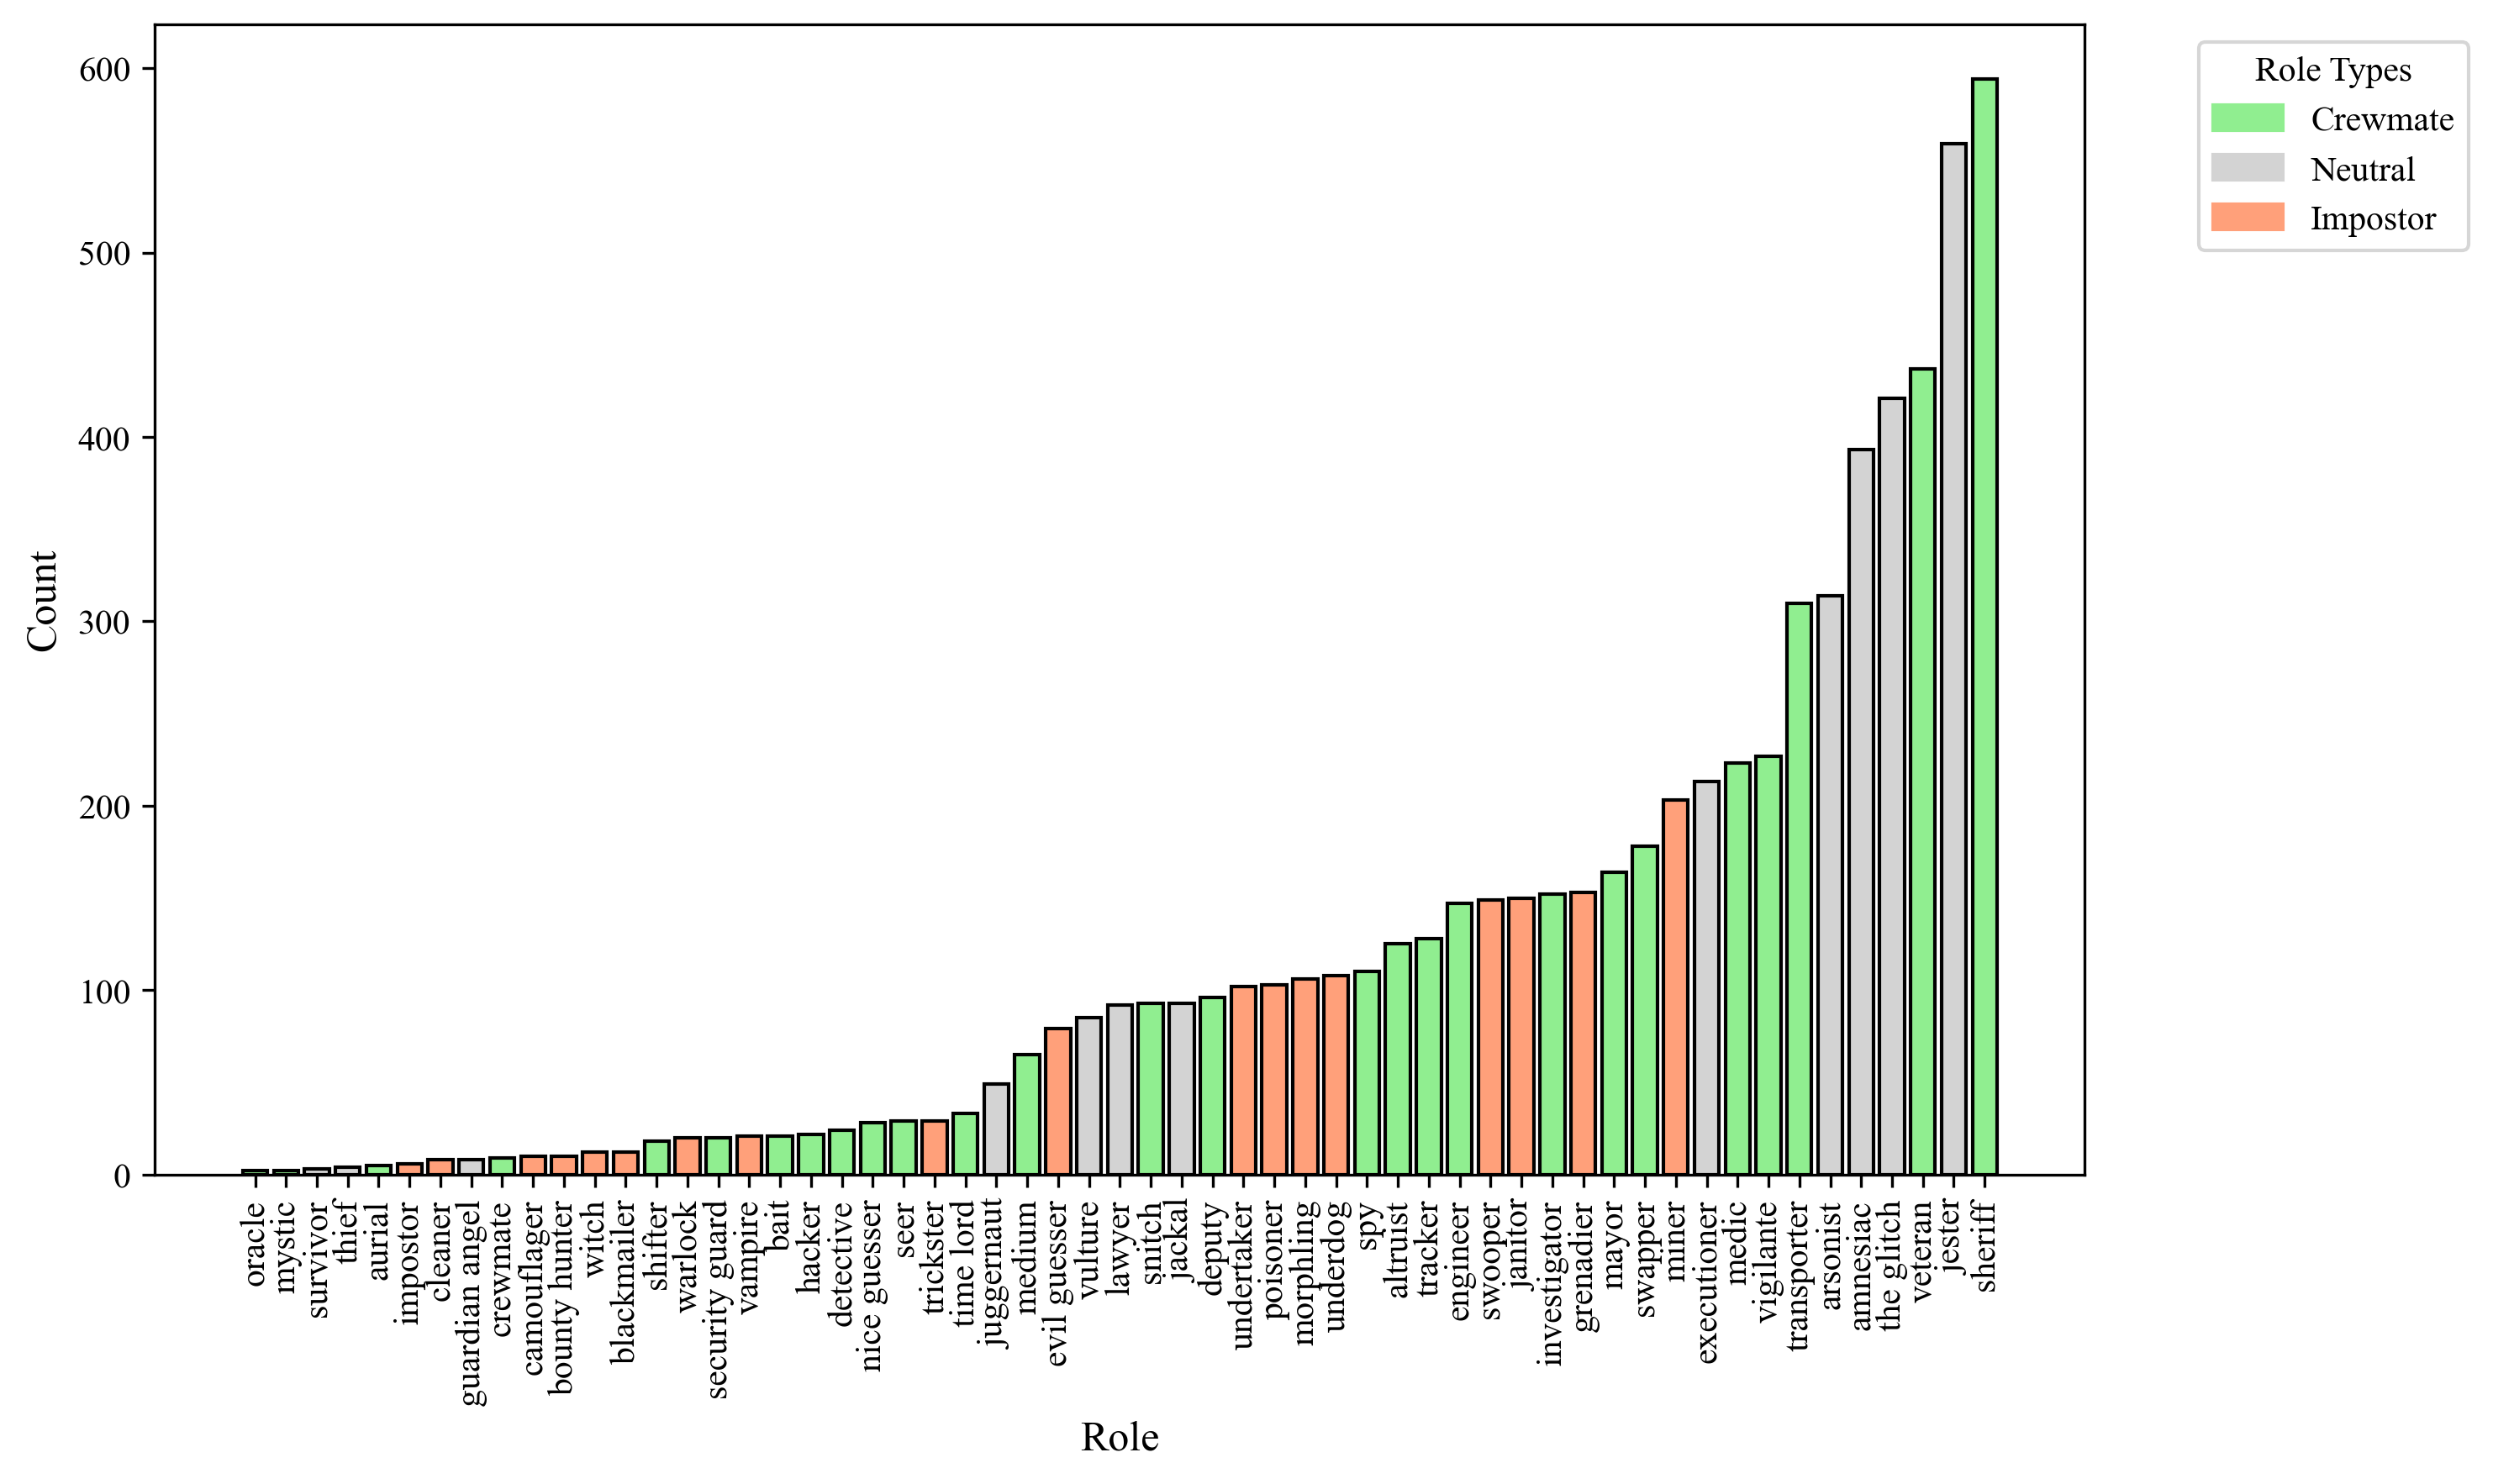 600
500
400
300
200
100
0
Count
oracle
mystic
survivor
thief
aurial
impostor
cleaner
guardian angel
crewmate
camouflager
bounty hunter
witch
blackmailer
shifter
warlock
security guard
vampire
bait
hacker
detective
nice guesser
seer
trickster
time lord
juggernaut
medium
evil guesser
vulture
lawyer
snitch
jackal
deputy
undertaker
poisoner
morphling
underdog
spy
altrust
tracker
engineer
swooper
janitor
investigator
grenadier
mayor
swapper
miner
executioner
medic
vigilante
transporter
arsonist
amnesiac
the glitch
veteran
jester
sheriff
Role
Role Types
Crewmate
Neutral
Impostor